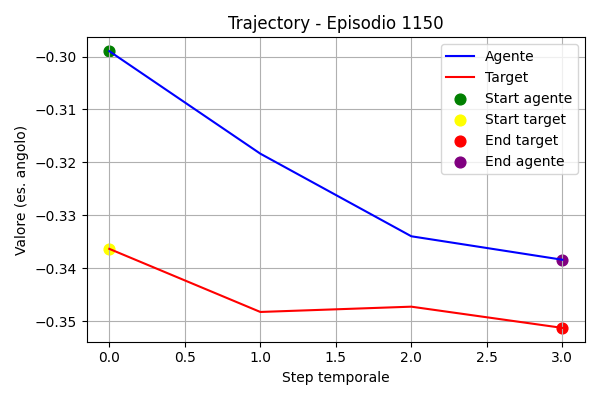 Trajectory - Episodio 1150
Valore (es. angolo)
−0.30
−0.31
−0.32
−0.33
−0.34
−0.35
Agente
Target
Start agente
Start target
End target
End agente
0.0 0.5 1.0 1.5 2.0 2.5 3.0
Step temporale